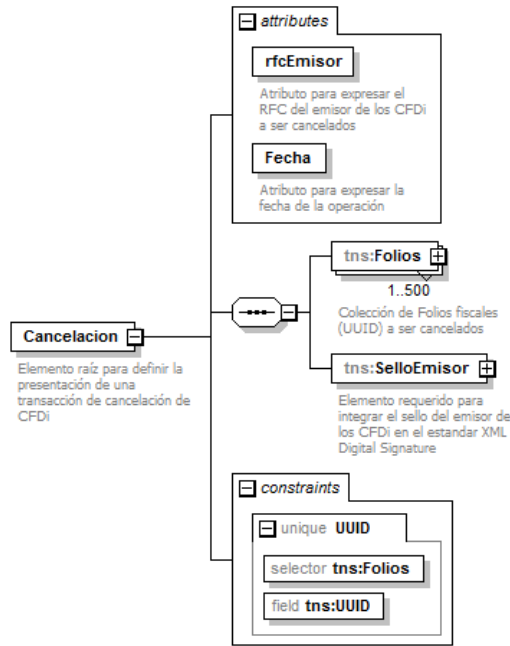 attributes
rfcEmisor
Atributo para expresar el
RFC del emisor de los CFDi
a ser cancelados
Fecha
Atributo para expresar la
fecha de la operación
Cancelacion
Elemento raíz para definir la
presentación de una
transacción de cancelación de
CFDi
tns:Folios
1..500
Colección de Folios fiscales
(UUID) a ser cancelados
tns:SelloEmisor
Elemento requerido para
integrar el sello del emisor de
los CFDi en el estandar XML
Digital Signature
constraints
unique UUID
selector tns:Folios
field tns:UUID